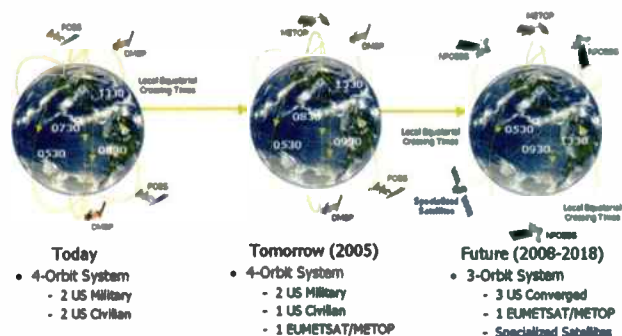 POES
DMSP
Local Equatorial
Crossing Times
1330
0730
0530
0830
POES
DMSP
METOP
DMSP
0830
0530
0930
POES
DMSP
METOP
NPOESS
NPOESS
Local Equatorial
Crossing Times
0530
1330
0930
Specialized
Satellites
NPOESS
Local Equatorial
Crossing Times
Today
• 4-Orbit System
- 2 US Military
- 2 US Civilian
Tomorrow (2005)
• 4-Orbit System
- 2 US Military
- 1 US Civilian
- 1 EUMETSAT/METOP
Future (2008-2018)
• 3-Orbit System
- 3 US Converged
- 1 EUMETSAT/METOP
- Specialized Satellites